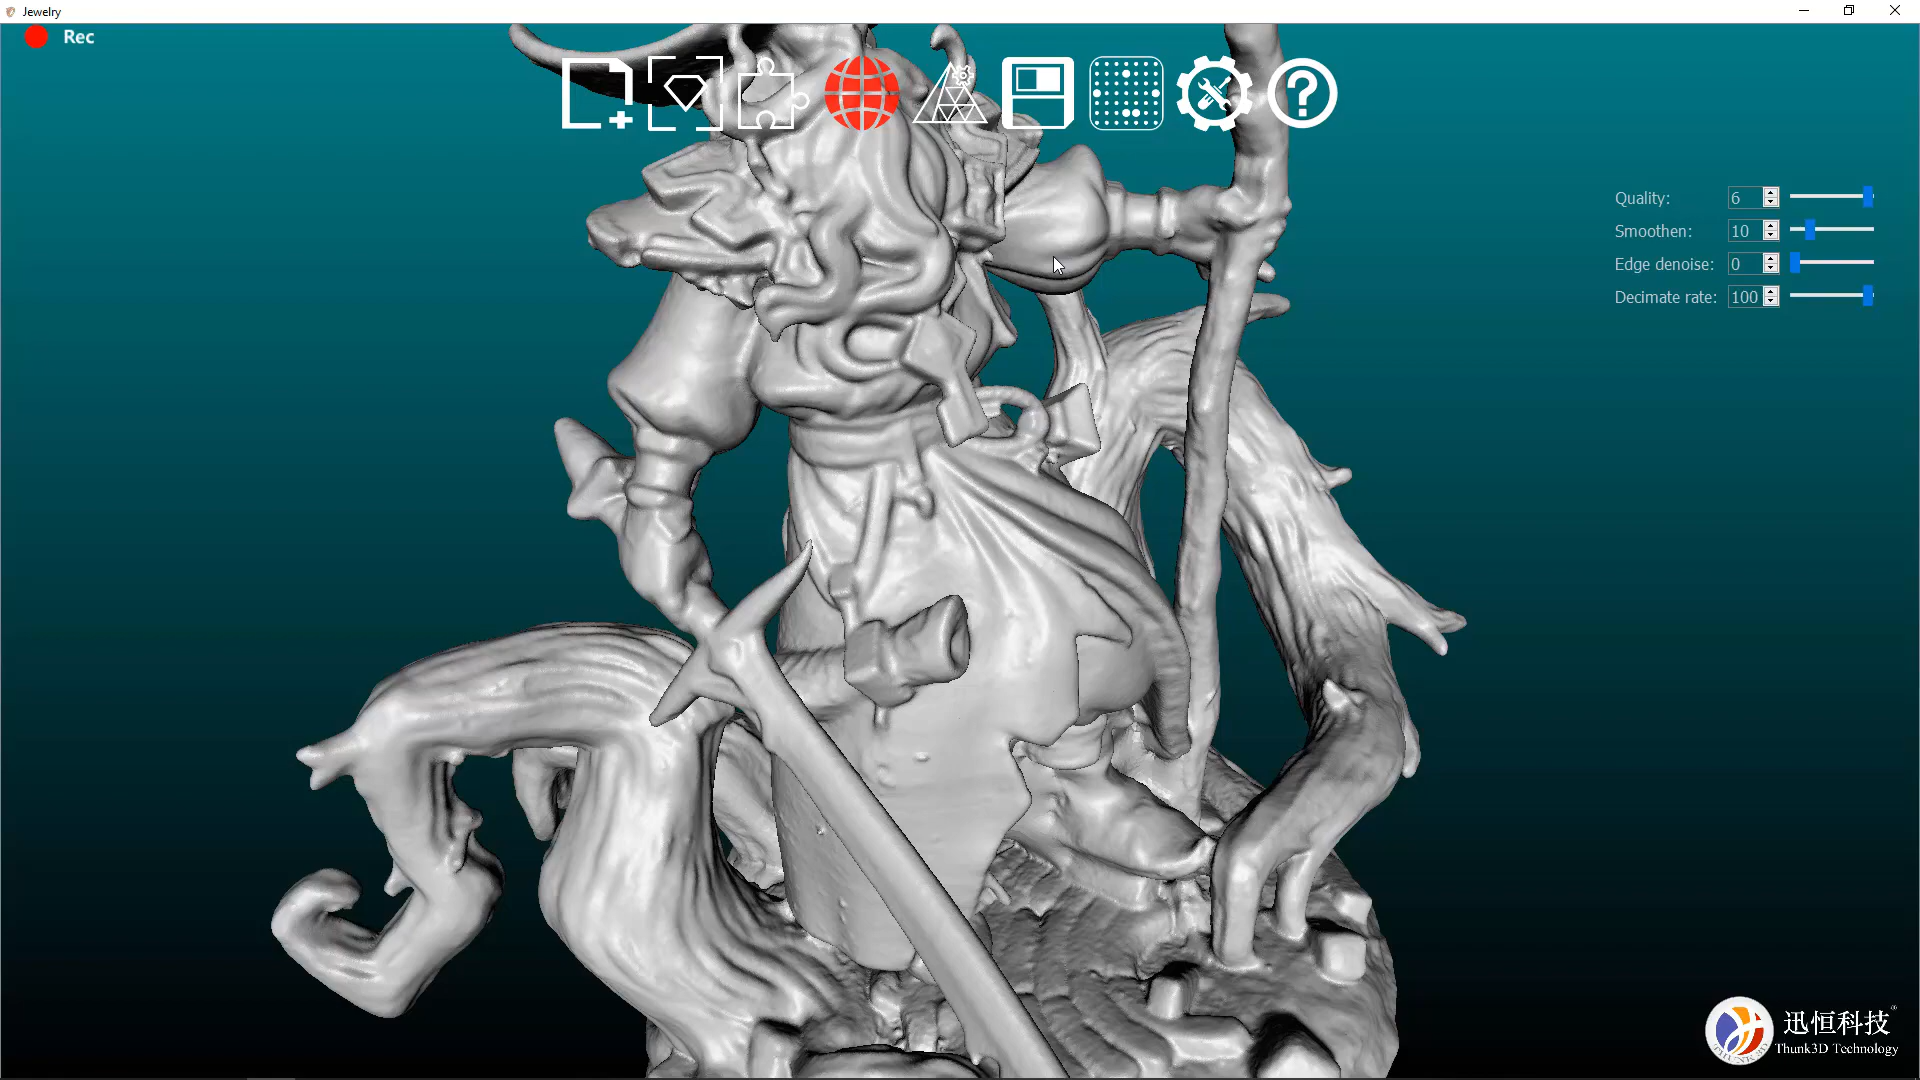 Jewelry
Rec
Quality: 6
Smoothen: 10
Edge denoise: 0
Decimate rate: 100
迅恒科技
Thunk3D Technology